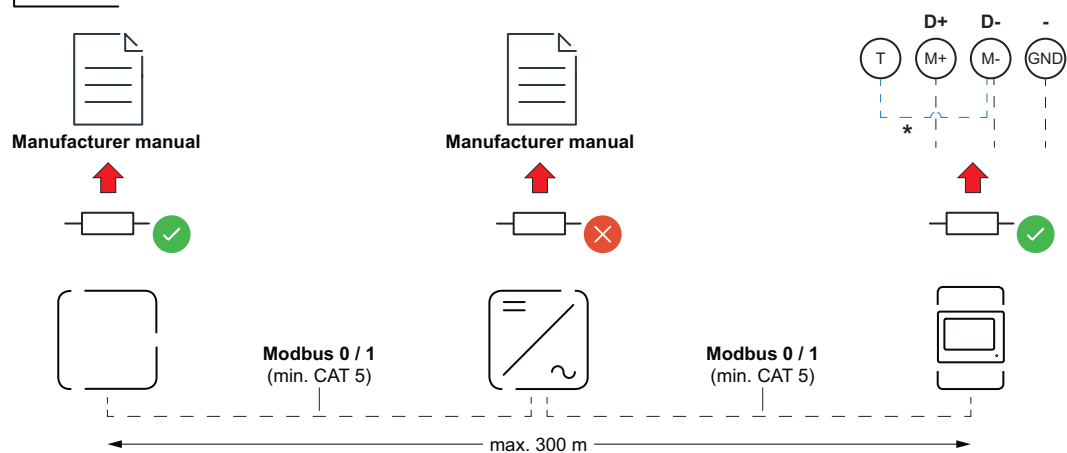 D+ D- -
T M+ M- GND
*
Manufacturer manual
Manufacturer manual
Modbus 0 / 1
(min. CAT 5)
Modbus 0 / 1
(min. CAT 5)
max. 300 m